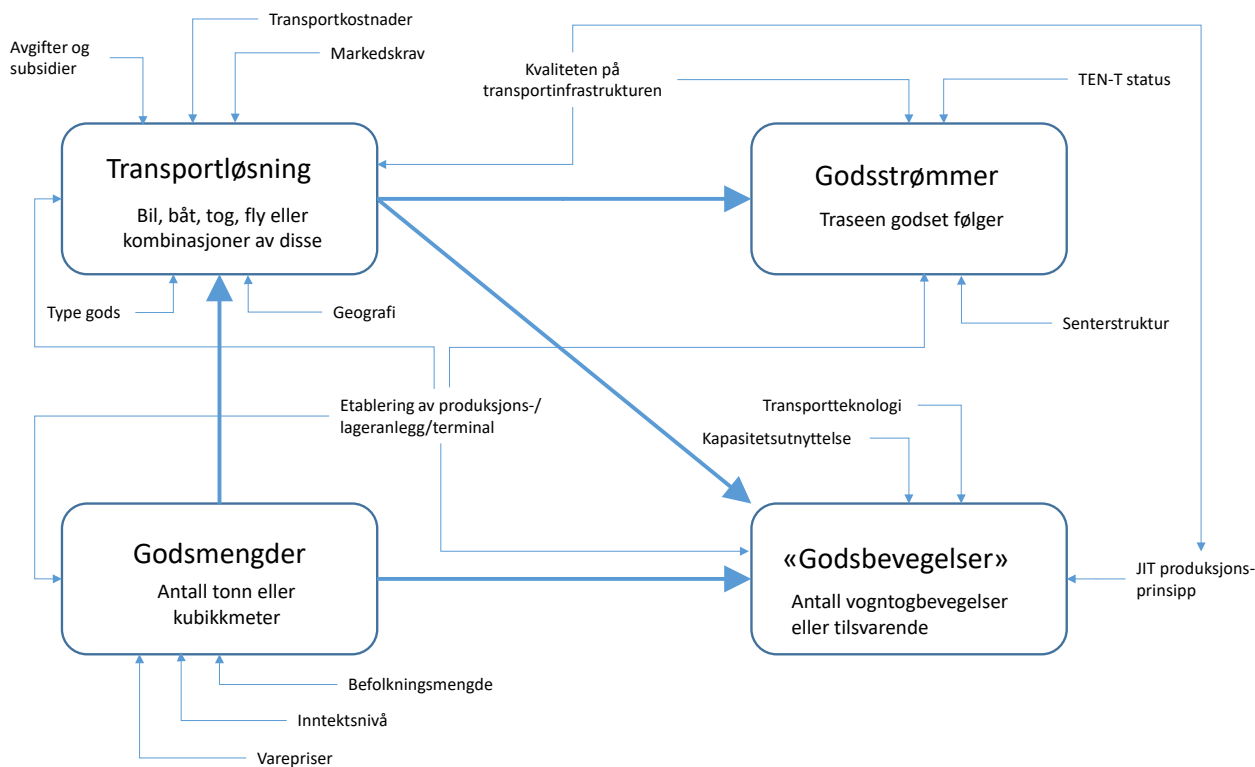 Transportkostnader
Avgifter og
subsidier
Markedskrav
Kvaliteten på
transportinfrastrukturen
TEN-T status
Transportløsning
Bil, båt, tog, fly eller
kombinasjoner av disse
Godsstrømmer
Traseen godset følger
Type gods
Geografi
Senterstruktur
Etablering av produksjons-/
lageranlegg/terminal
Transportteknologi
Kapasitetsutnyttelse
Godsmengder
Antall tonn eller
kubikkmeter
«Godsbevegelser»
Antall vogntogbevegelser
eller tilsvarende
JIT produksjons-
prinsipp
Befolkningsmengde
Inntektsnivå
Varepriser